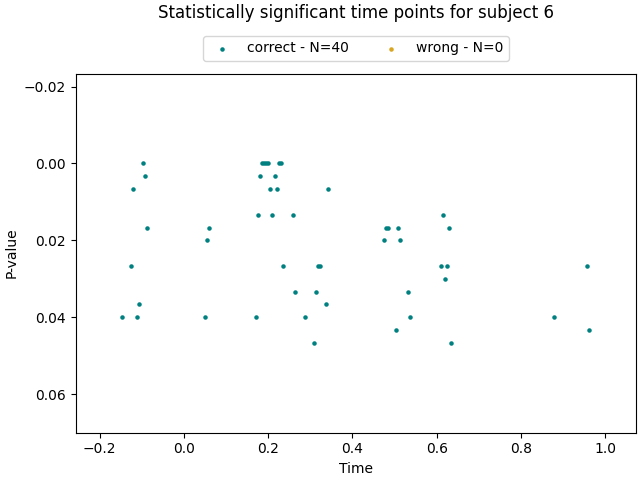 Statistically significant time points for subject 6
correct - N=40 wrong - N=0
−0.02
0.00
0.02
0.04
0.06
P-value
−0.2 0.0 0.2 0.4 0.6 0.8 1.0
Time